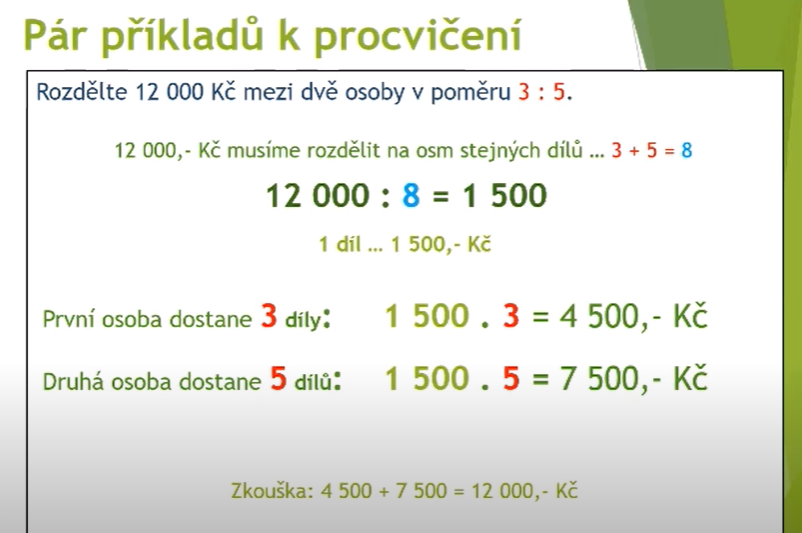 Pár příkladů k procvičení
Rozdělte 12 000 Kč mezi dvě osoby v poměru 3 : 5.
12 000,- Kč musíme rozdělit na osm stejných dílů … 3 + 5 = 8
12 000 : 8 = 1 500
1 díl … 1 500,- Kč
První osoba dostane 3 díly: 1 500 . 3 = 4 500,- Kč
Druhá osoba dostane 5 dílů: 1 500 . 5 = 7 500,- Kč
Zkouška: 4 500 + 7 500 = 12 000,- Kč